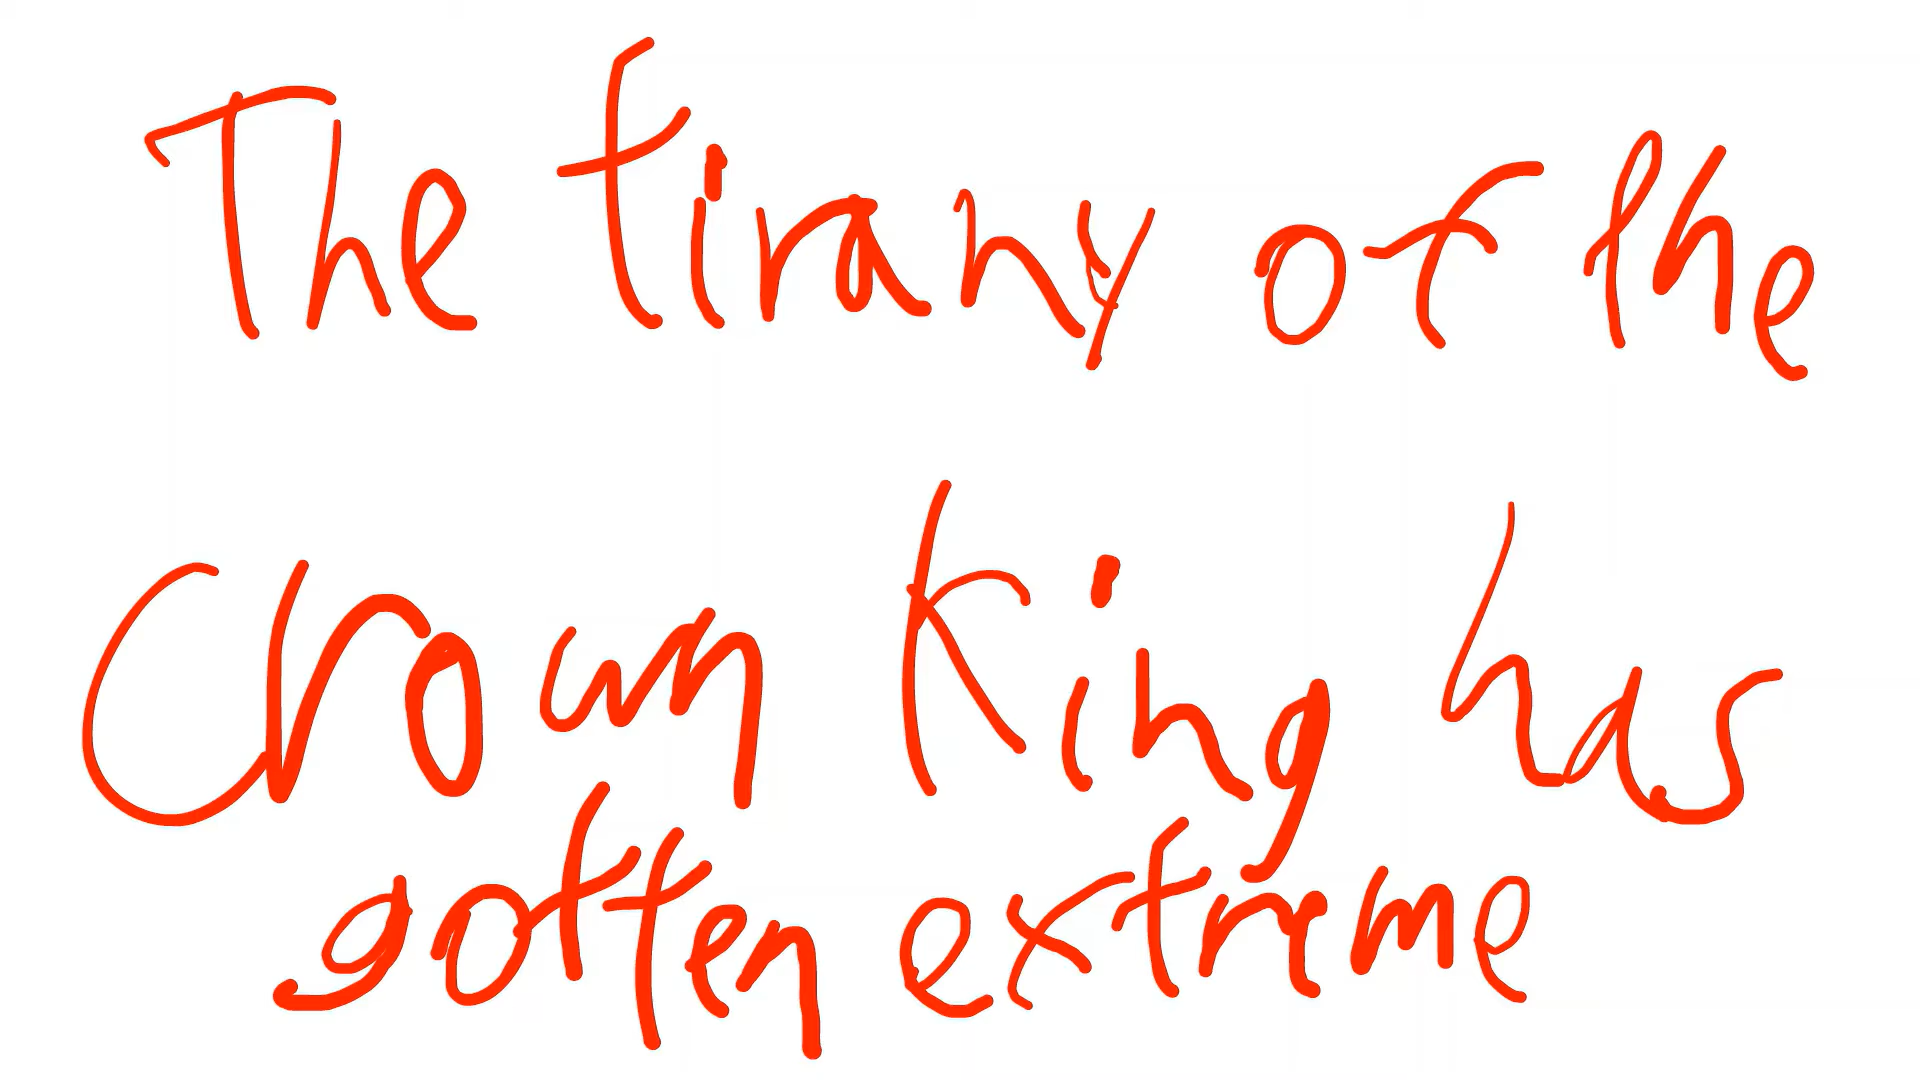 The tirany of the
Crown King has
gotten extreme